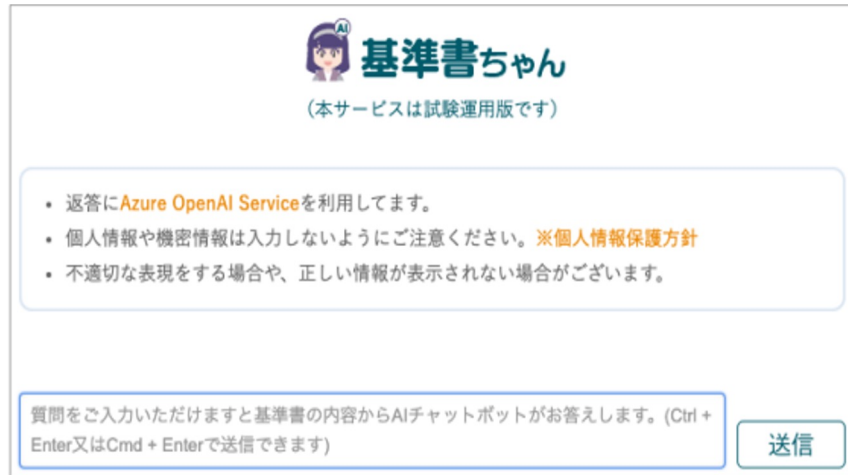 AI
基準書ちゃん
（本サービスは試験運用版です）
• 返答にAzure OpenAI Serviceを利用してます。
• 個人情報や機密情報は入力しないようにご注意ください。※個人情報保護方針
• 不適切な表現をする場合や、正しい情報が表示されない場合がございます。
質問をご入力いただけますと基準書の内容からAIチャットボットがお答えします。(Ctrl +
Enter又はCmd + Enterで送信できます)
送信